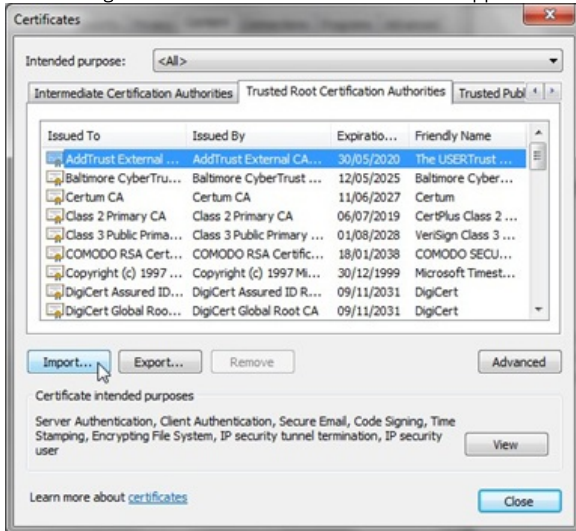 Certificates
Intended purpose: <All>
Intermediate Certification Authorities Trusted Root Certification Authorities Trusted Publ
Issued To Issued By Expiratio... Friendly Name
AddTrust External ... AddTrust External CA... 30/05/2020 The USERTrust ...
Baltimore CyberTru... Baltimore CyberTrust ... 12/05/2025 Baltimore Cyber...
Certum CA Certum CA 11/06/2027 Certum
Class 2 Primary CA Class 2 Primary CA 06/07/2019 CertPlus Class 2 ...
Class 3 Public Prima... Class 3 Public Primary ... 01/08/2028 VeriSign Class 3 ...
COMODO RSA Cert... COMODO RSA Certific... 18/01/2038 COMODO SECU...
Copyright (c) 1997 ... Copyright (c) 1997 Mi... 30/12/1999 Microsoft Timest...
DigiCert Assured ID... DigiCert Assured ID R... 09/11/2031 DigiCert
DigiCert Global Roo... DigiCert Global Root CA 09/11/2031 DigiCert
Import... Export... Remove Advanced
Certificate intended purposes
Server Authentication, Client Authentication, Secure Email, Code Signing, Time
Stamping, Encrypting File System, IP security tunnel termination, IP security
user
View
Learn more about certificates
Close